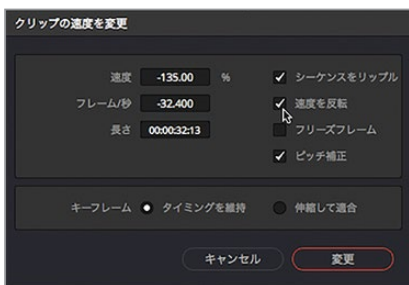 クリップの速度を変更
速度 -135.00 % シーケンスをリップル
フレーム/秒 -32.400 速度を反転
長さ 00:00:32:13 フリーズフレーム
ピッチ補正
キーフレーム タイミングを維持 伸縮して適合
キャンセル 変更